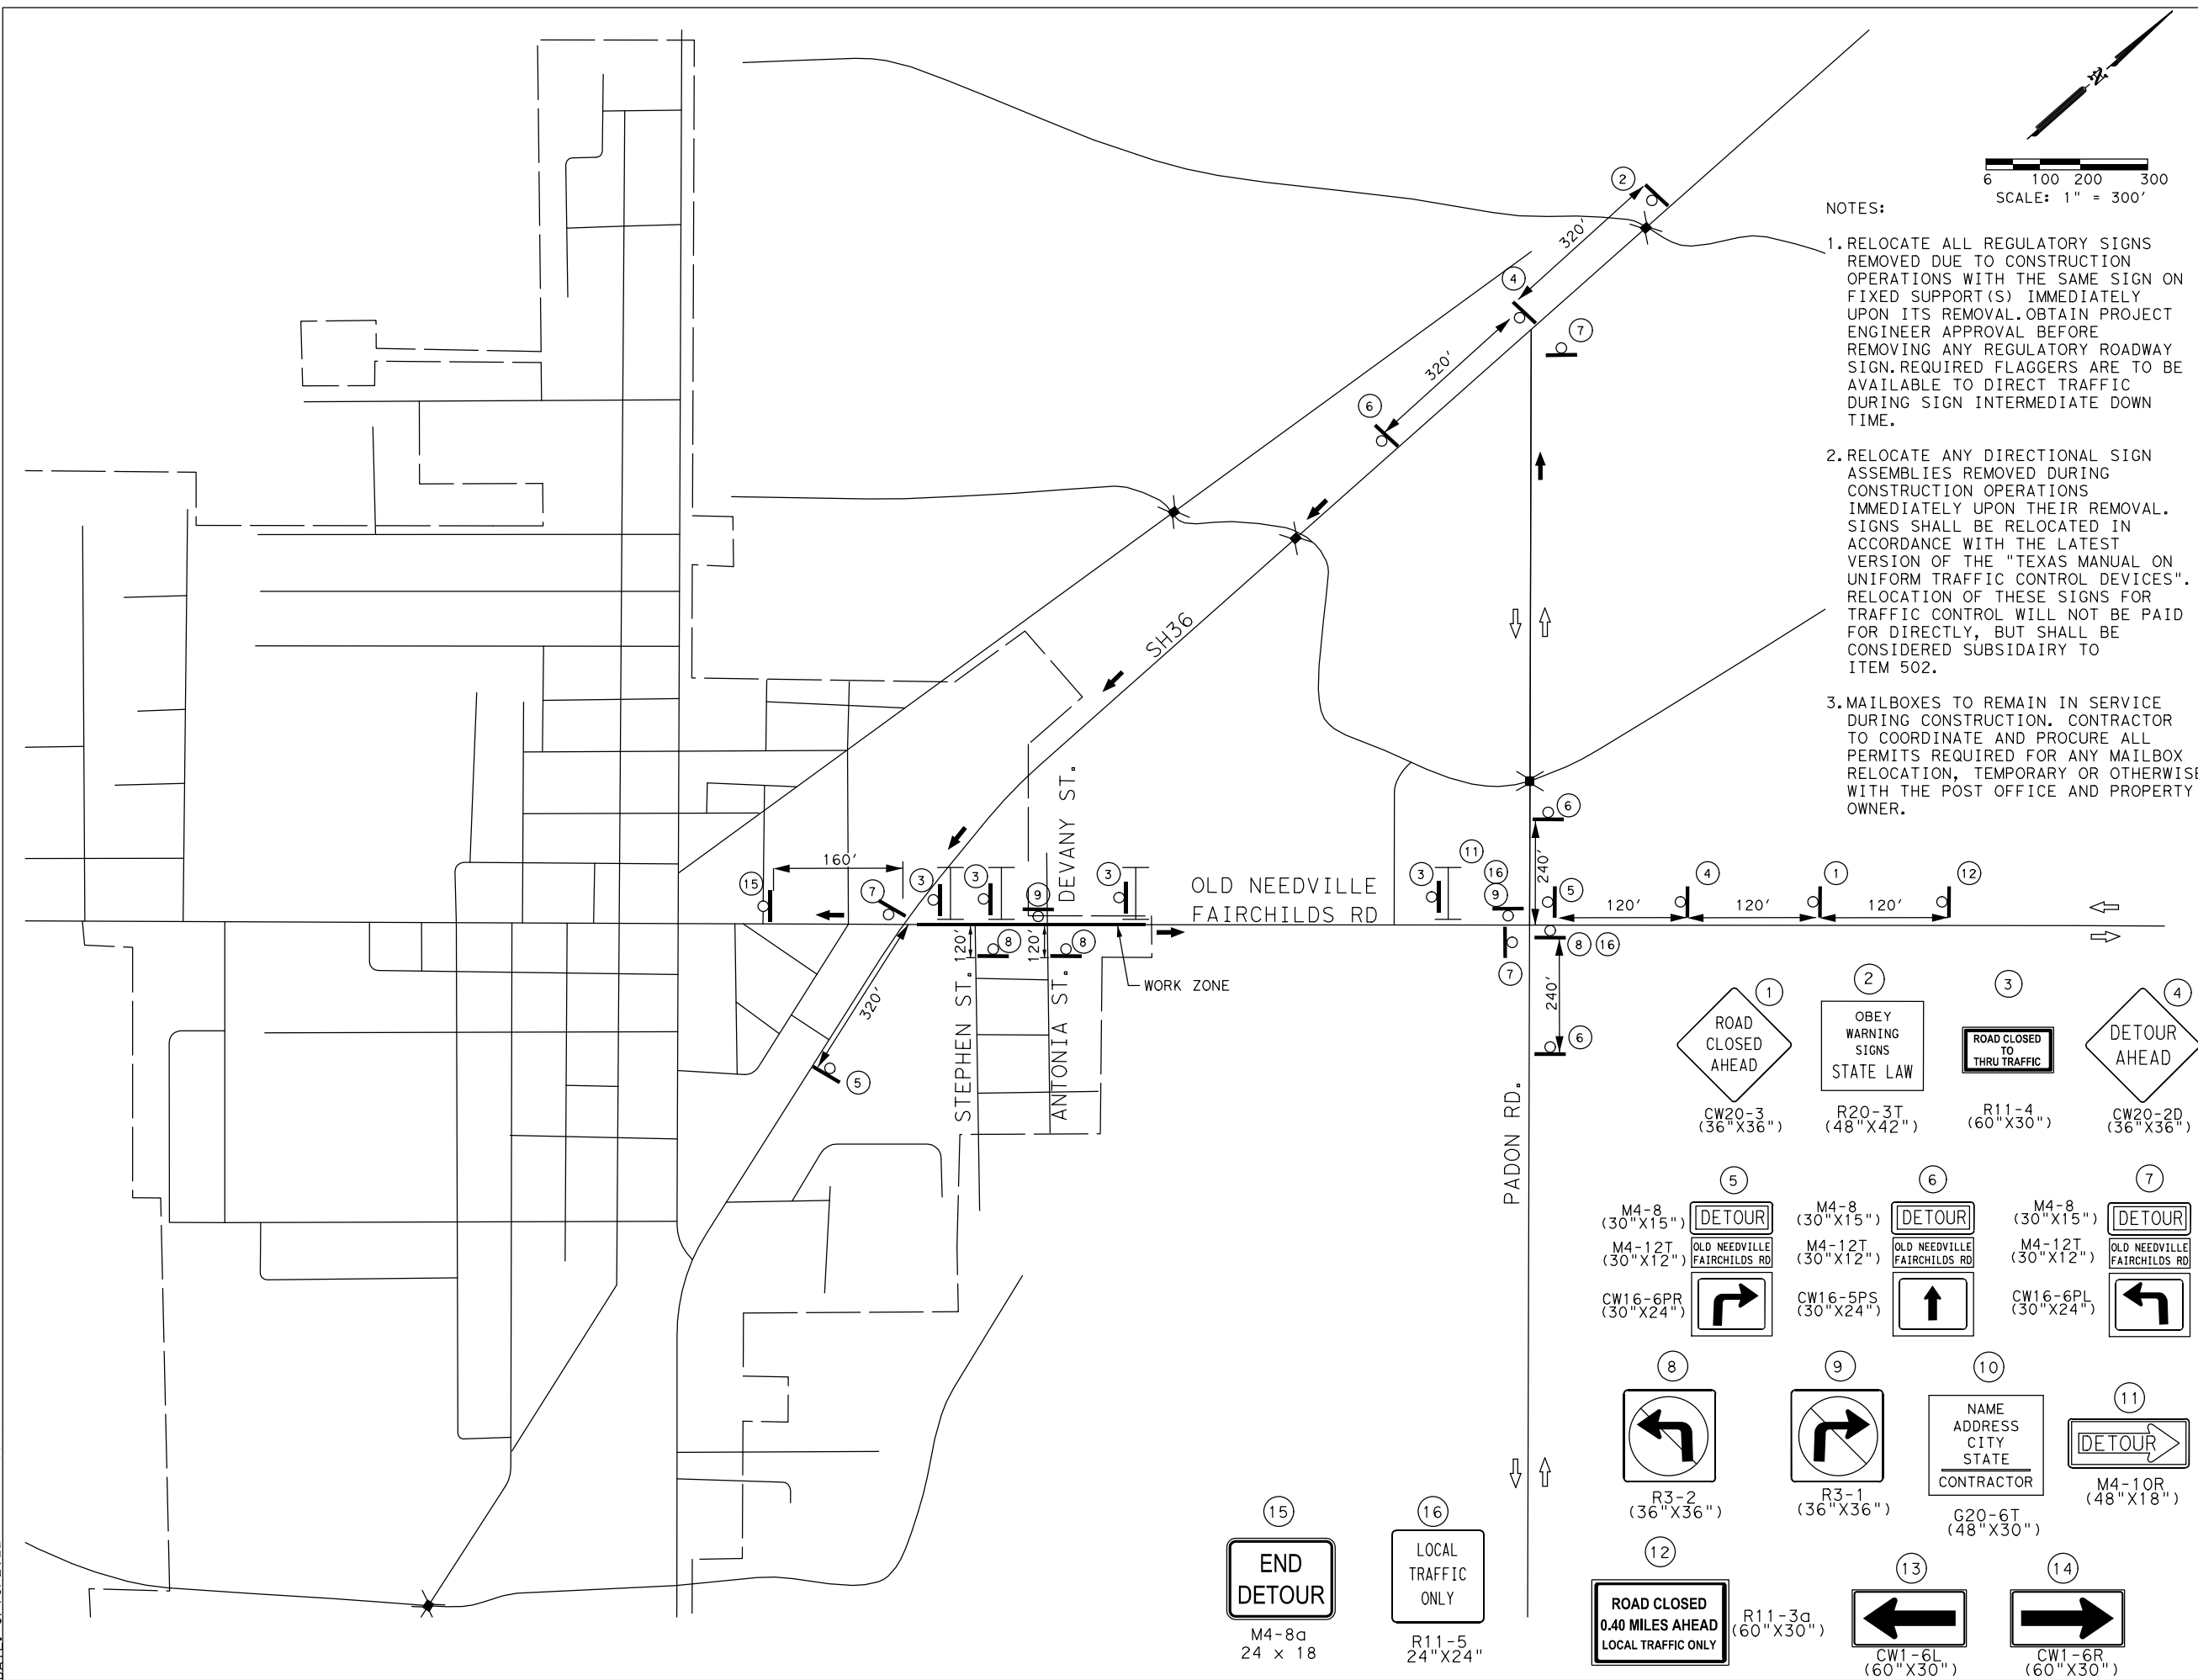 N
6 100 200 300
SCALE: 1" = 300'
NOTES:
1. RELOCATE ALL REGULATORY SIGNS
REMOVED DUE TO CONSTRUCTION
OPERATIONS WITH THE SAME SIGN ON
FIXED SUPPORT(S) IMMEDIATELY
UPON ITS REMOVAL. OBTAIN PROJECT
ENGINEER APPROVAL BEFORE
REMOVING ANY REGULATORY ROADWAY
SIGN. REQUIRED FLAGGERS ARE TO BE
AVAILABLE TO DIRECT TRAFFIC
DURING SIGN INTERMEDIATE DOWN
TIME.
2. RELOCATE ANY DIRECTIONAL SIGN
ASSEMBLIES REMOVED DURING
CONSTRUCTION OPERATIONS
IMMEDIATELY UPON THEIR REMOVAL.
SIGNS SHALL BE RELOCATED IN
ACCORDANCE WITH THE LATEST
VERSION OF THE "TEXAS MANUAL ON
UNIFORM TRAFFIC CONTROL DEVICES".
RELOCATION OF THESE SIGNS FOR
TRAFFIC CONTROL WILL NOT BE PAID
FOR DIRECTLY, BUT SHALL BE
CONSIDERED SUBSIDAIRY TO
ITEM 502.
3. MAILBOXES TO REMAIN IN SERVICE
DURING CONSTRUCTION. CONTRACTOR
TO COORDINATE AND PROCURE ALL
PERMITS REQUIRED FOR ANY MAILBOX
RELOCATION, TEMPORARY OR OTHERWISE
WITH THE POST OFFICE AND PROPERTY
OWNER.
2
320'
4
7
320'
6
SH36
DEVANY ST.
6
240'
160'
15
7
3
3
9
3
OLD NEEDVILLE
FAIRCHILDS RD
3
11
16
9
5
4
1
12
120'
120'
120'
120'
8
120'
8
7
8
16
WORK ZONE
240'
6
320'
5
STEPHEN ST.
ANTONIA ST.
PADON RD.
1
ROAD
CLOSED
AHEAD
CW20-3
(36"X36")
2
OBEY
WARNING
SIGNS
STATE LAW
R20-3T
(48"X42")
3
ROAD CLOSED
TO
THRU TRAFFIC
R11-4
(60"X30")
4
DETOUR
AHEAD
CW20-2D
(36"X36")
5
M4-8
(30"X15")
DETOUR
M4-12T
(30"X12")
OLD NEEDVILLE
FAIRCHILDS RD
CW16-6PR
(30"X24")
6
M4-8
(30"X15")
DETOUR
M4-12T
(30"X12")
OLD NEEDVILLE
FAIRCHILDS RD
CW16-5PS
(30"X24")
7
M4-8
(30"X15")
DETOUR
M4-12T
(30"X12")
OLD NEEDVILLE
FAIRCHILDS RD
CW16-6PL
(30"X24")
8
R3-2
(36"X36")
9
R3-1
(36"X36")
10
NAME
ADDRESS
CITY
STATE
CONTRACTOR
G20-6T
(48"X30")
11
DETOUR
M4-10R
(48"X18")
15
END
DETOUR
M4-8a
24 x 18
16
LOCAL
TRAFFIC
ONLY
R11-5
24"X24"
12
ROAD CLOSED
0.40 MILES AHEAD
LOCAL TRAFFIC ONLY
R11-3a
(60"X30")
13
CW1-6L
(60"X30")
14
CW1-6R
(60"X30")